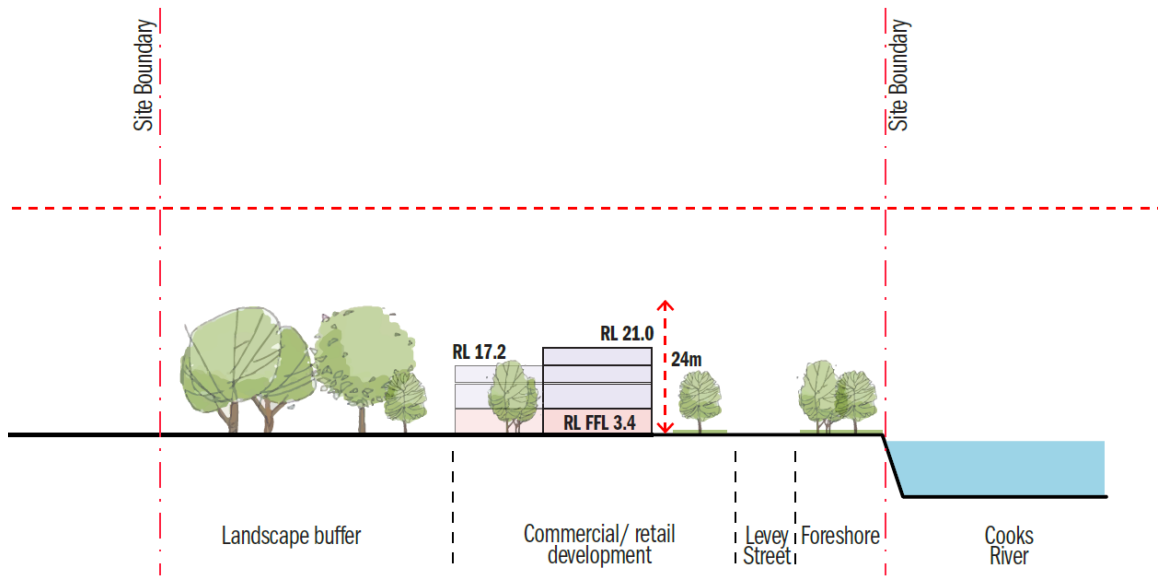 Site Boundary
Site Boundary
RL 17.2
RL 21.0
24m
RL FFL 3.4
Landscape buffer
Commercial/ retail
development
Levey
Street
Foreshore
Cooks
River